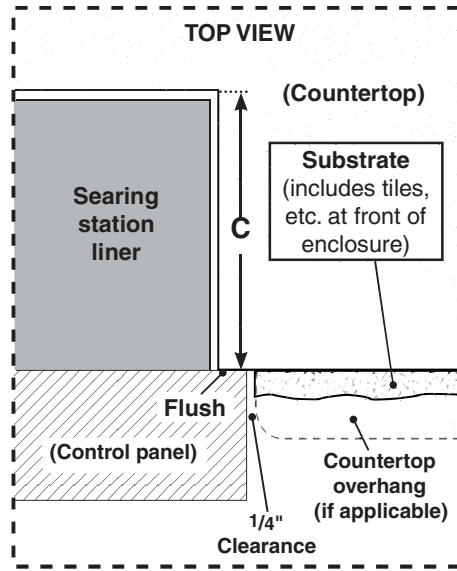 TOP VIEW
(Countertop)
Substrate
(includes tiles,
etc. at front of
enclosure)
Searing
station
liner
C
Flush
(Control panel)
Countertop
overhang
(if applicable)
1/4"
Clearance